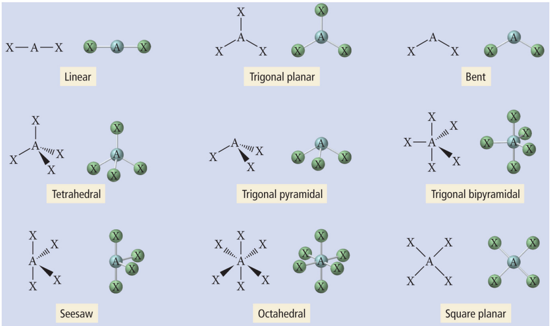 X—A—X
X A X
Linear
X
A
X X
X
A
X X
Trigonal planar
A
X X
A
X X
Bent
X
A
X X
X
X
A
X X
X
Tetrahedral
A
X X
X
A
X X
X
Trigonal pyramidal
X
X—A X
X
X
X
X A X
X
X
Trigonal bipyramidal
X
X
A
X
X
X
A X
X
X
Seesaw
X
X X
A
X X
X
X
X X
A
X X
X
Octahedral
X X
A
X X
X X
A
X X
Square planar